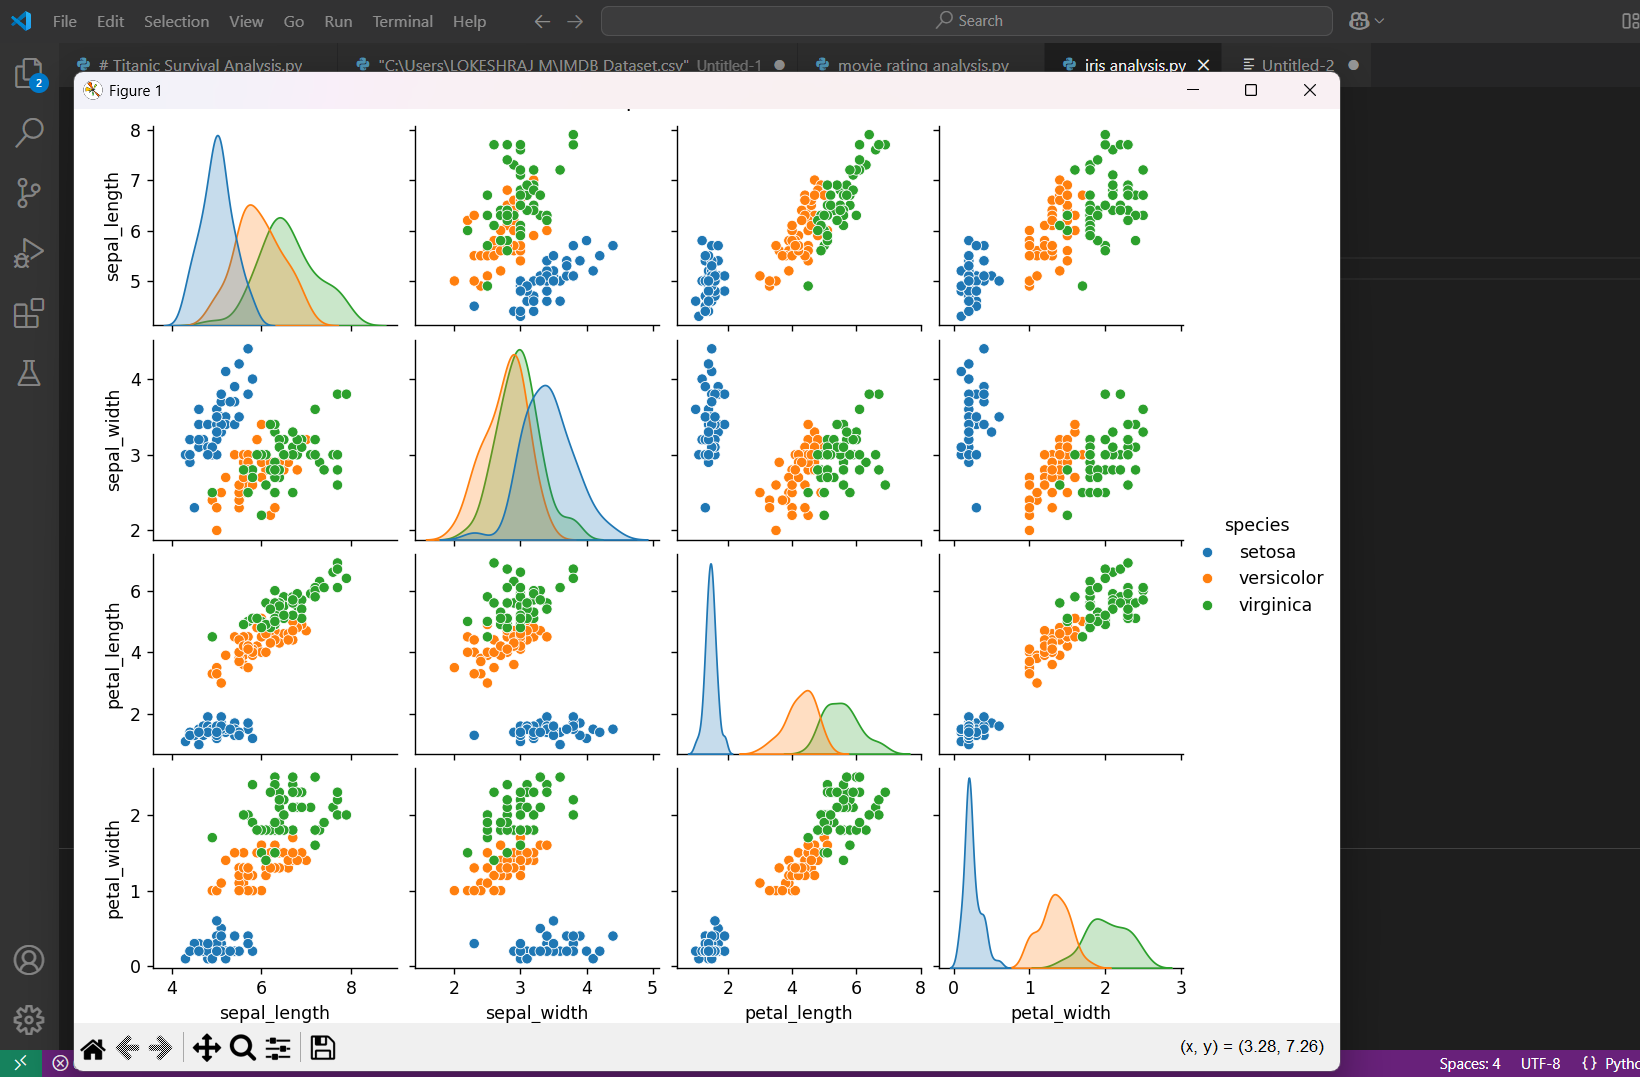 File Edit Selection View Go Run Terminal Help Search
2
# Titanic Survival Analysis.py "C:\Users\LOKESHRAJ M\IMDB Dataset.csv" Untitled-1 movie rating analysis.py iris analysis.py Untitled-2
Figure 1
8
7
6
5
sepal_length
4
3
2
sepal_width
species
setosa
versicolor
virginica
6
4
2
petal_length
2
1
0
petal_width
4 6 8 2 3 4 5 2 4 6 8 0 1 2 3
sepal_length sepal_width petal_length petal_width
(x, y) = (3.28, 7.26)
Spaces: 4 UTF-8 {}